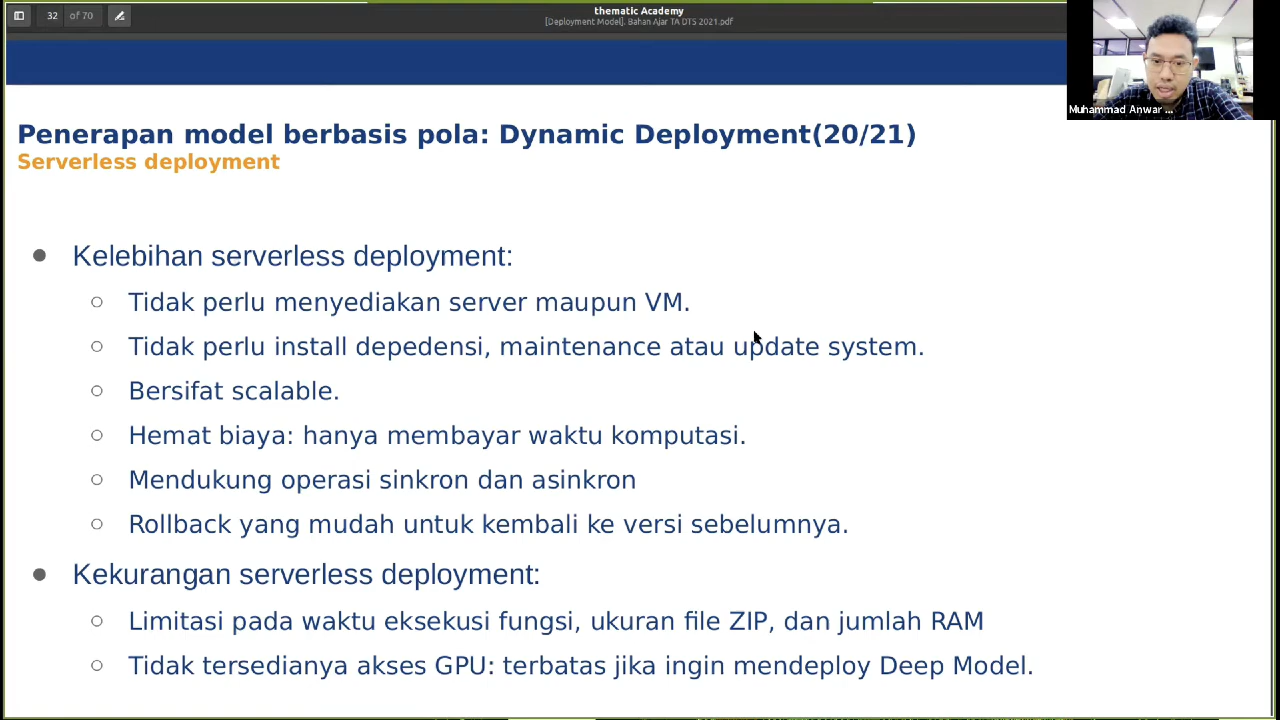 32 of 70
thematic Academy
[Deployment Model]. Bahan Ajar TA DTS 2021.pdf
Muhammad Anwar ...
Penerapan model berbasis pola: Dynamic Deployment(20/21)
Serverless deployment
● Kelebihan serverless deployment:
○ Tidak perlu menyediakan server maupun VM.
○ Tidak perlu install depedensi, maintenance atau update system.
○ Bersifat scalable.
○ Hemat biaya: hanya membayar waktu komputasi.
○ Mendukung operasi sinkron dan asinkron
○ Rollback yang mudah untuk kembali ke versi sebelumnya.
● Kekurangan serverless deployment:
○ Limitasi pada waktu eksekusi fungsi, ukuran file ZIP, dan jumlah RAM
○ Tidak tersedianya akses GPU: terbatas jika ingin mendeploy Deep Model.